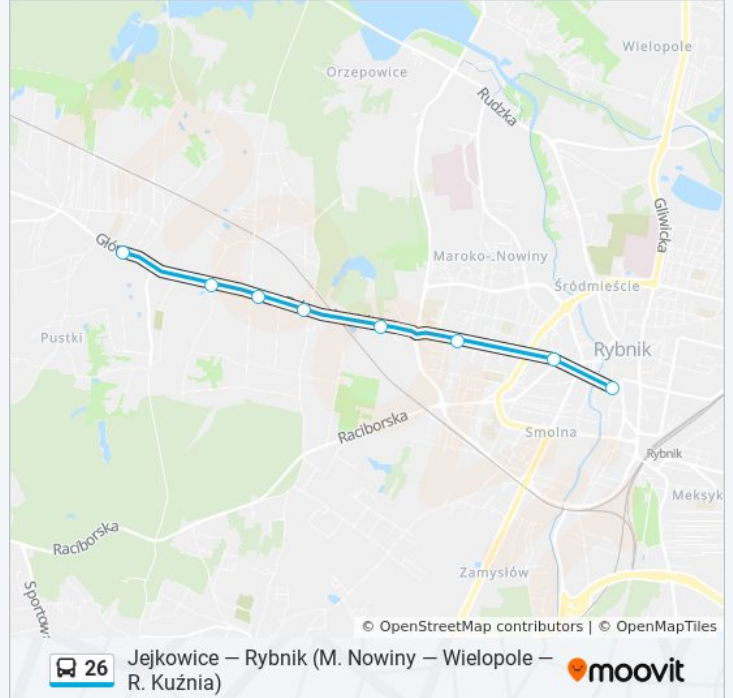 Wielopole
Orzepowice
Rudzka
Gliwicka
Głów
Maroko-Nowiny
Śródmieście
Pustki
Rybnik
Raciborska
Smolna
Rybnik
Meksyk
Raciborska
Zamysłów
Sportowa
© OpenStreetMap contributors | © OpenMapTiles
26
Jejkowice — Rybnik (M. Nowiny — Wielopole —
R. Kuźnia)
moovit